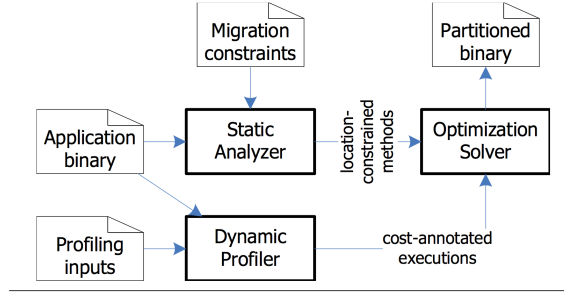 Migration
constraints
Partitioned
binary
Application
binary
Static
Analyzer
location-
constrained
methods
Optimization
Solver
Profiling
inputs
Dynamic
Profiler
cost-annotated
executions